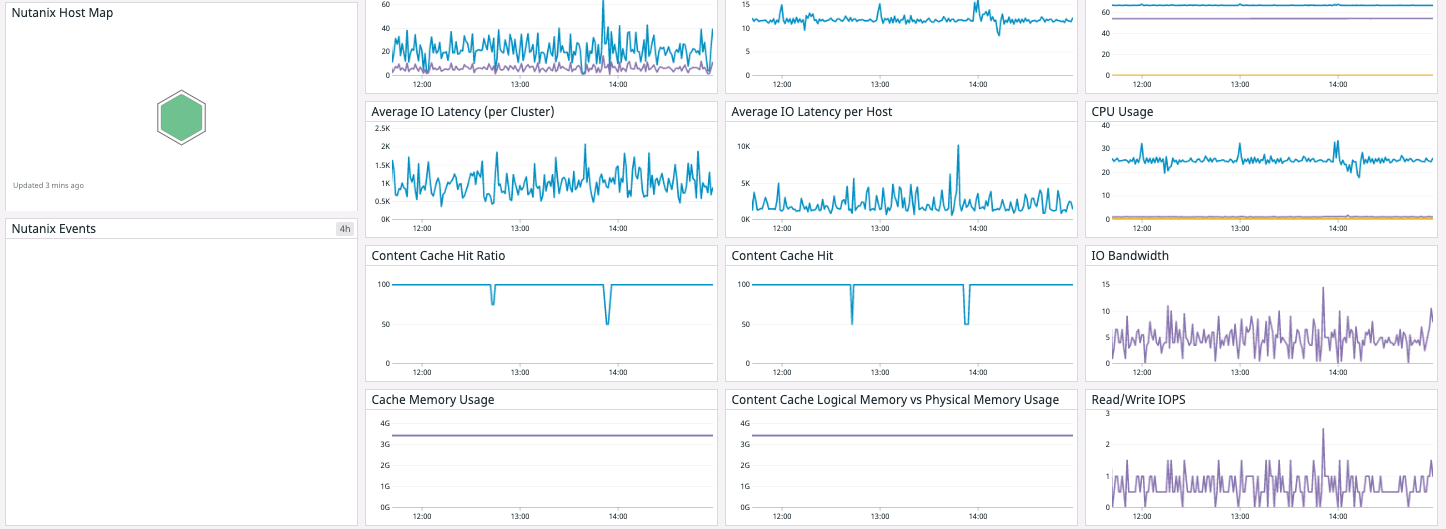 Nutanix Host Map
Updated 3 mins ago
Nutanix Events
4h
60
40
20
0
12:00 13:00 14:00
15
10
5
0
12:00 13:00 14:00
60
40
20
0
12:00 13:00 14:00
Average IO Latency (per Cluster)
2.5K
2K
1.5K
1K
0.5K
0K
12:00 13:00 14:00
Average IO Latency per Host
10K
5K
0K
12:00 13:00 14:00
CPU Usage
40
30
20
10
0
12:00 13:00 14:00
Content Cache Hit Ratio
100
50
0
12:00 13:00 14:00
Content Cache Hit
100
50
0
12:00 13:00 14:00
IO Bandwidth
15
10
5
0
12:00 13:00 14:00
Cache Memory Usage
4G
3G
2G
1G
0G
12:00 13:00 14:00
Content Cache Logical Memory vs Physical Memory Usage
4G
3G
2G
1G
0G
12:00 13:00 14:00
Read/Write IOPS
3
2
1
0
12:00 13:00 14:00